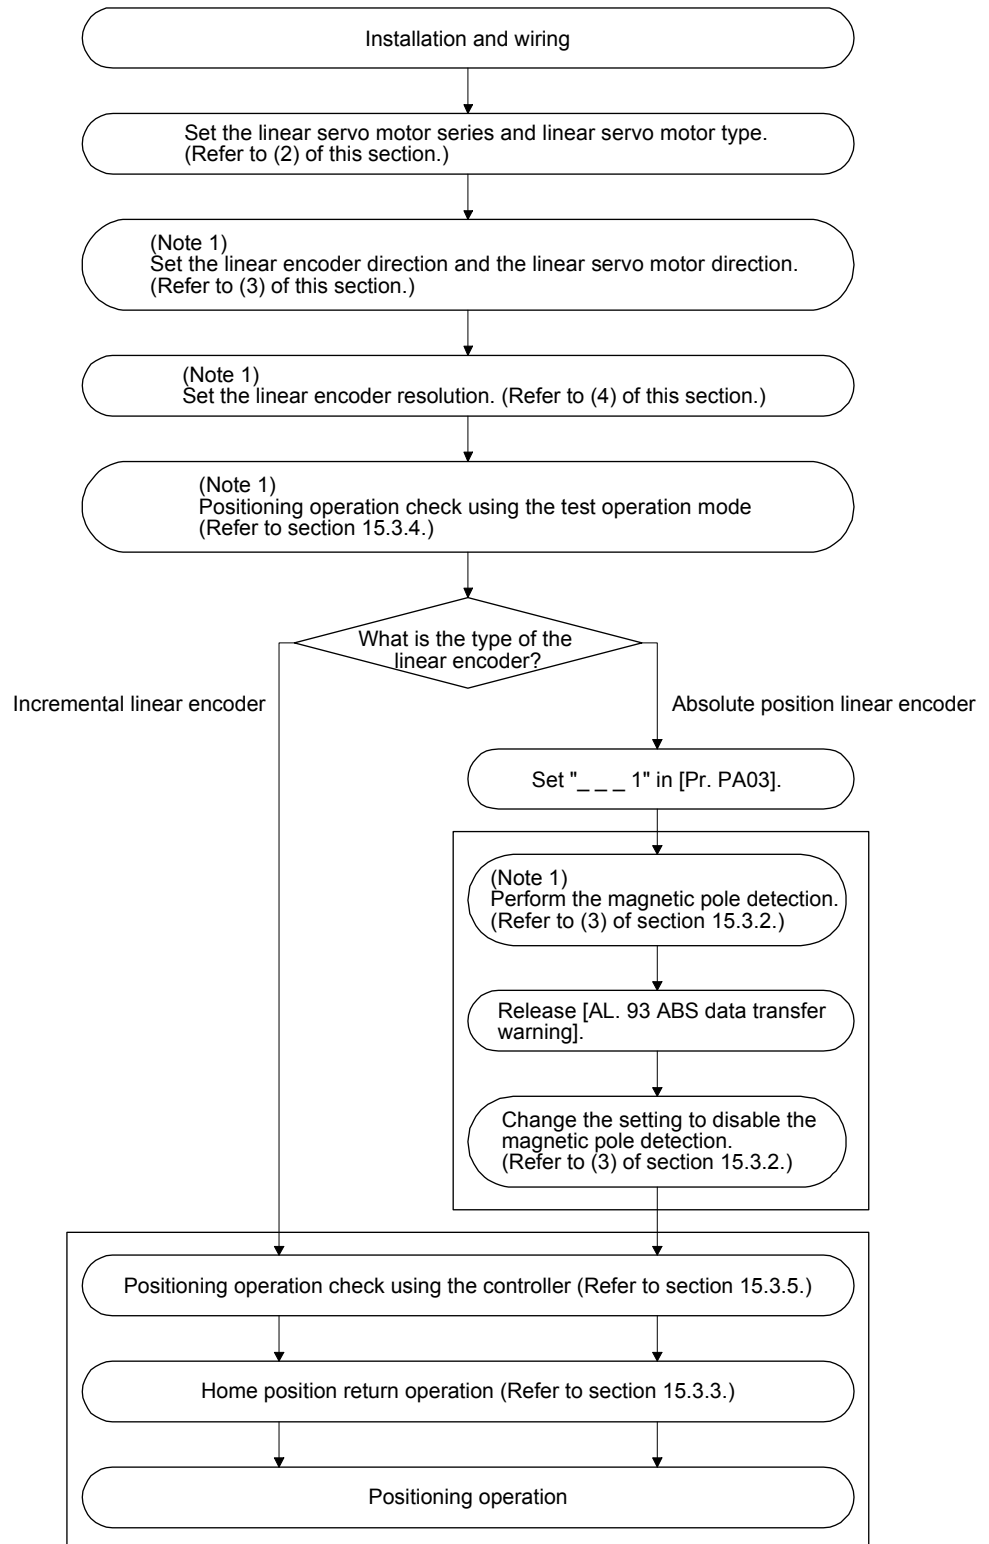 Installation and wiring
Set the linear servo motor series and linear servo motor type.
(Refer to (2) of this section.)
(Note 1)
Set the linear encoder direction and the linear servo motor direction.
(Refer to (3) of this section.)
(Note 1)
Set the linear encoder resolution. (Refer to (4) of this section.)
(Note 1)
Positioning operation check using the test operation mode
(Refer to section 15.3.4.)
What is the type of the
linear encoder?
Incremental linear encoder
Absolute position linear encoder
Set "_ _ _ 1" in [Pr. PA03].
(Note 1)
Perform the magnetic pole detection.
(Refer to (3) of section 15.3.2.)
Release [AL. 93 ABS data transfer
warning].
Change the setting to disable the
magnetic pole detection.
(Refer to (3) of section 15.3.2.)
Positioning operation check using the controller (Refer to section 15.3.5.)
Home position return operation (Refer to section 15.3.3.)
Positioning operation